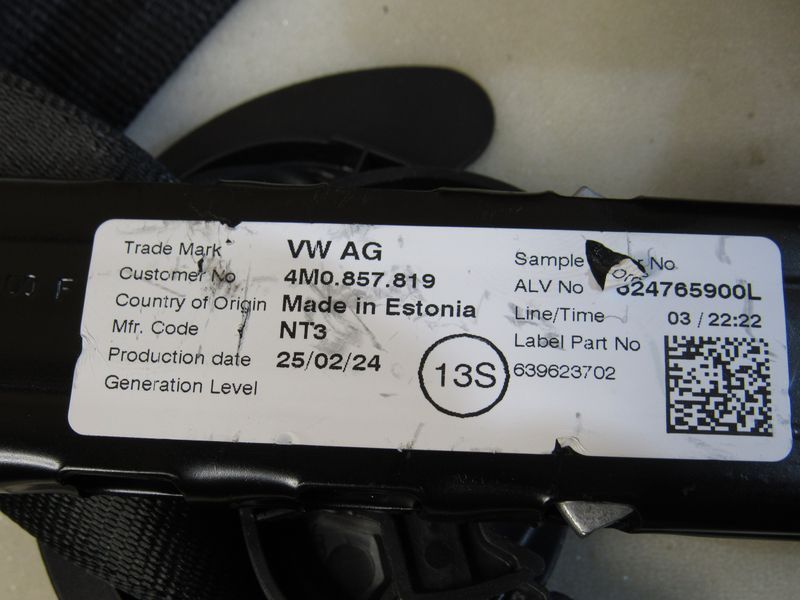 Trade Mark VW AG
Customer No 4M0.857.819
Country of Origin Made in Estonia
Mfr. Code NT3
Production date 25/02/24
Generation Level
13S
Sample Order No
ALV No 624765900L
Line/Time 03 / 22:22
Label Part No
639623702